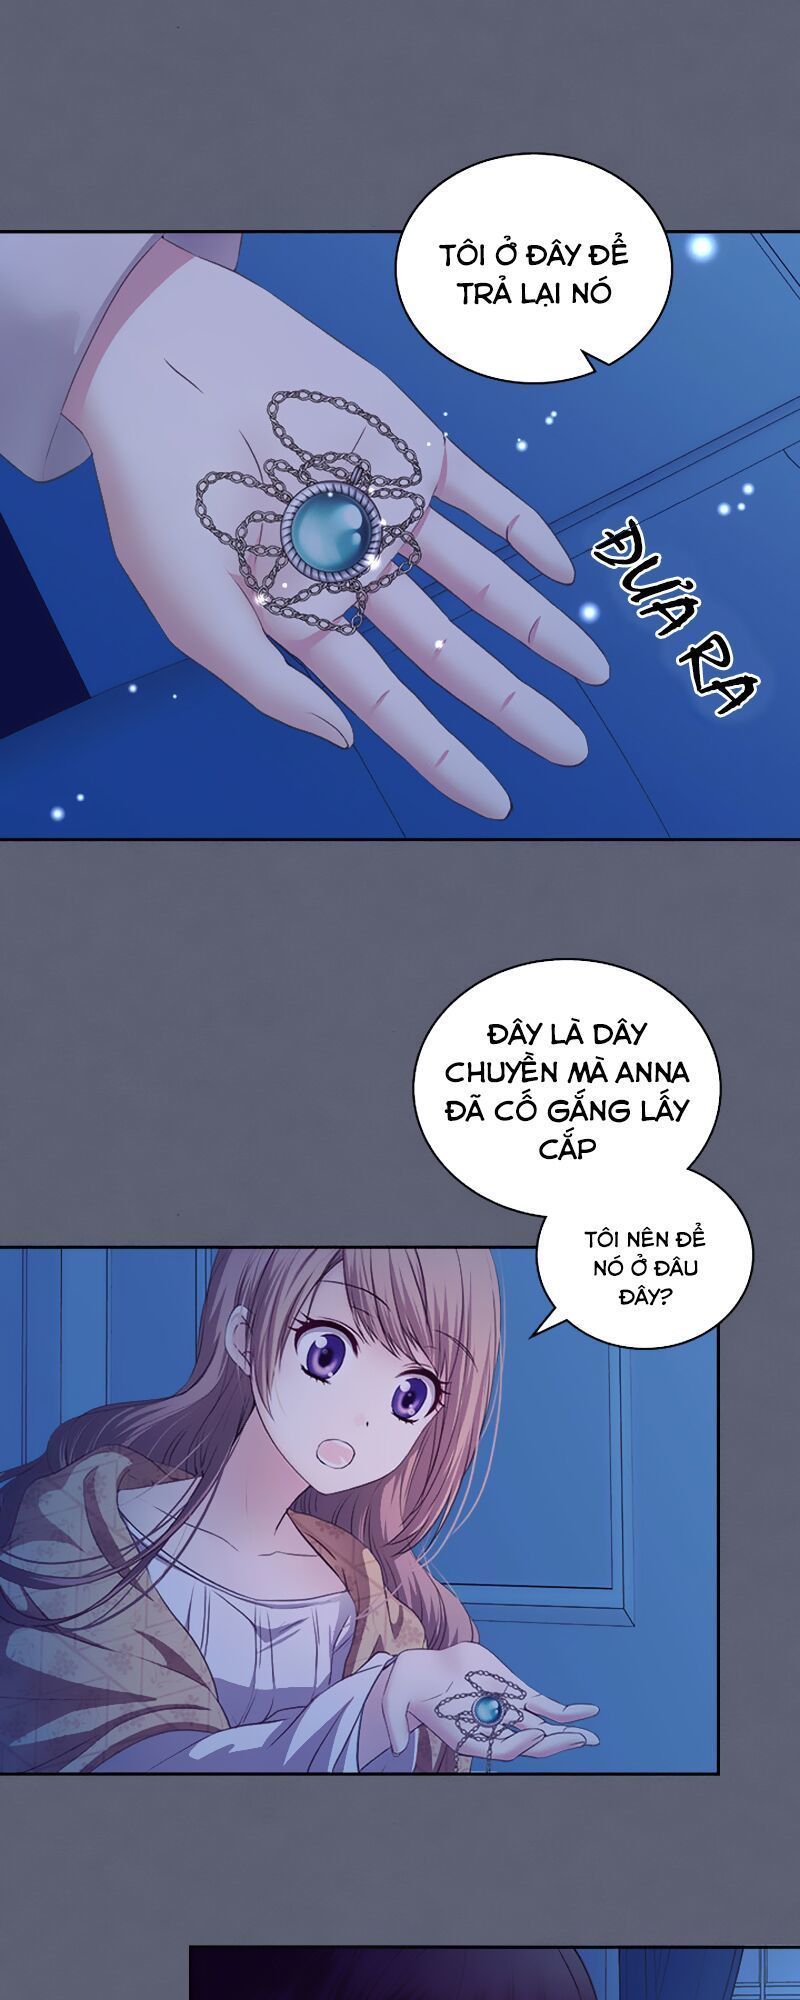 TÔI Ở ĐÂY ĐỂ
TRẢ LẠI NÓ
ĐƯA RA
ĐÂY LÀ DÂY
CHUYỀN MÀ ANNA
ĐÃ CỐ GẮNG LẤY
CẮP
TÔI NÊN ĐỂ
NÓ Ở ĐÂU
ĐÂY?